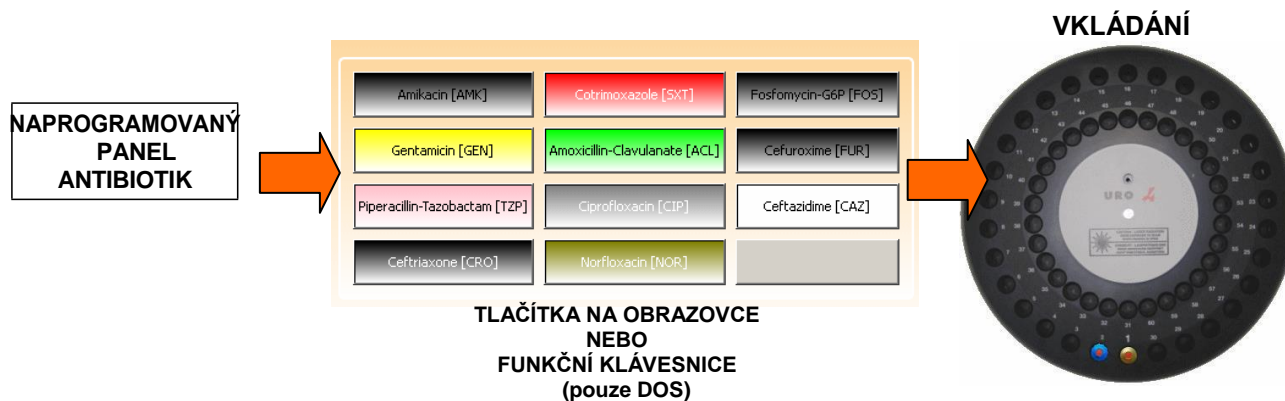 VKLÁDÁNÍ
NAPROGRAMOVANÝ
PANEL
ANTIBIOTIK
Amikacin [AMK]
Cotrimoxazole [SXT]
Fosfomycin-G6P [FOS]
Gentamicin [GEN]
Amoxicillin-Clavulanate [ACL]
Cefuroxime [FUR]
Piperacillin-Tazobactam [TZP]
Ciprofloxacin [CIP]
Ceftazidime [CAZ]
Ceftriaxone [CRO]
Norfloxacin [NOR]
TLAČÍTKA NA OBRAZOVCE
NEBO
FUNKČNÍ KLÁVESNICE
(pouze DOS)
URO 4